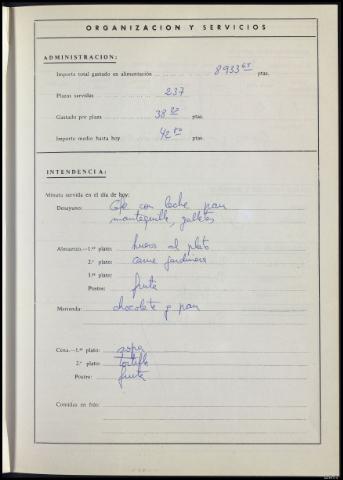 ORGANIZACION Y SERVICIOS
ADMINISTRACION:
Importe total gastado en alimentación 8933 65 ptas.
Plazas servidas 237
Gastado por plaza 38 20 ptas.
Importe medio hasta hoy 42 50 ptas.
INTENDENCIA:
Minuta servida en el día de hoy:
Desayuno: Cafe con leche pan
mantequilla, galletas
Almuerzo.—1.er plato: huevos al plato
2.º plato: carne jardinera
3.er plato:
Postre: fruta
Merienda: chocolate y pan
Cena.—1.er plato: sopa
2.º plato: tortilla
Postre: fruta
Comidas en frío: